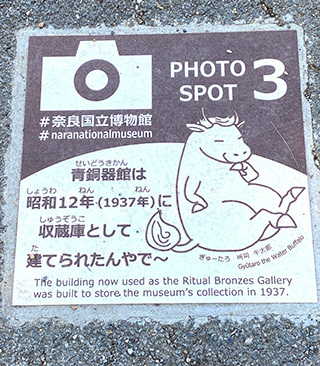 PHOTO
SPOT 3
#奈良国立博物館
#naranationalmuseum
せいどうきかん
青銅器館は
しょうわ ねん ねん
昭和12年(1937年)に
しゅうぞうこ
収蔵庫として
た
建てられたんやで～
ぎゅーたろ 버피 牛太郎
Gyūtaro the Water Buffalo
The building now used as the Ritual Bronzes Gallery
was built to store the museum's collection in 1937.